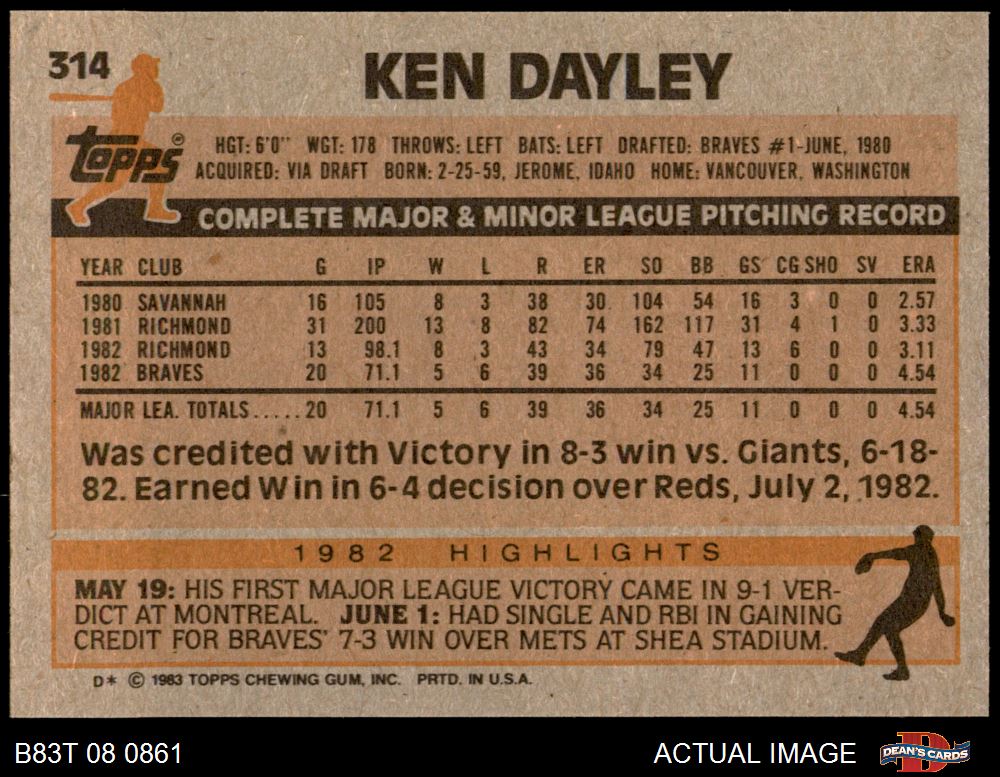 314
KEN DAYLEY
Topps®
HGT: 6'0" WGT: 178 THROWS: LEFT BATS: LEFT DRAFTED: BRAVES #1-JUNE, 1980
ACQUIRED: VIA DRAFT BORN: 2-25-59, JEROME, IDAHO HOME: VANCOUVER, WASHINGTON
COMPLETE MAJOR & MINOR LEAGUE PITCHING RECORD
YEAR CLUB G IP W L R ER SO BB GS CG SHO SV ERA
1980 SAVANNAH 16 105 8 3 38 30 104 54 16 3 0 0 2.57
1981 RICHMOND 31 200 13 8 82 74 162 117 31 4 1 0 3.33
1982 RICHMOND 13 98.1 8 3 43 34 79 47 13 6 0 0 3.11
1982 BRAVES 20 71.1 5 6 39 36 34 25 11 0 0 0 4.54
MAJOR LEA. TOTALS.....20 71.1 5 6 39 36 34 25 11 0 0 0 4.54
Was credited with Victory in 8-3 win vs. Giants, 6-18-
82. Earned Win in 6-4 decision over Reds, July 2, 1982.
1982 HIGHLIGHTS
MAY 19: HIS FIRST MAJOR LEAGUE VICTORY CAME IN 9-1 VER-
DICT AT MONTREAL. JUNE 1: HAD SINGLE AND RBI IN GAINING
CREDIT FOR BRAVES' 7-3 WIN OVER METS AT SHEA STADIUM.
D* © 1983 TOPPS CHEWING GUM, INC. PRTD. IN U.S.A.
B83T 08 0861 ACTUAL IMAGE DEAN'S CARDS